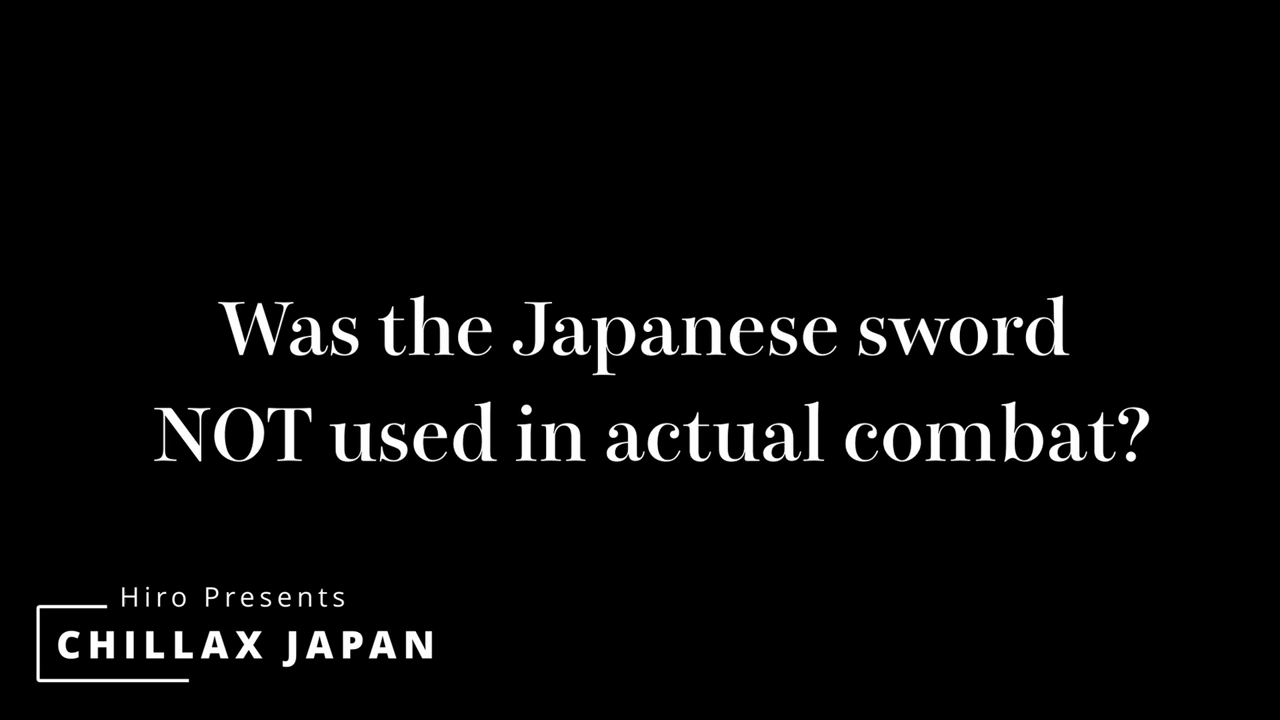 Was the Japanese sword
NOT used in actual combat?
Hiro Presents
CHILLAX JAPAN